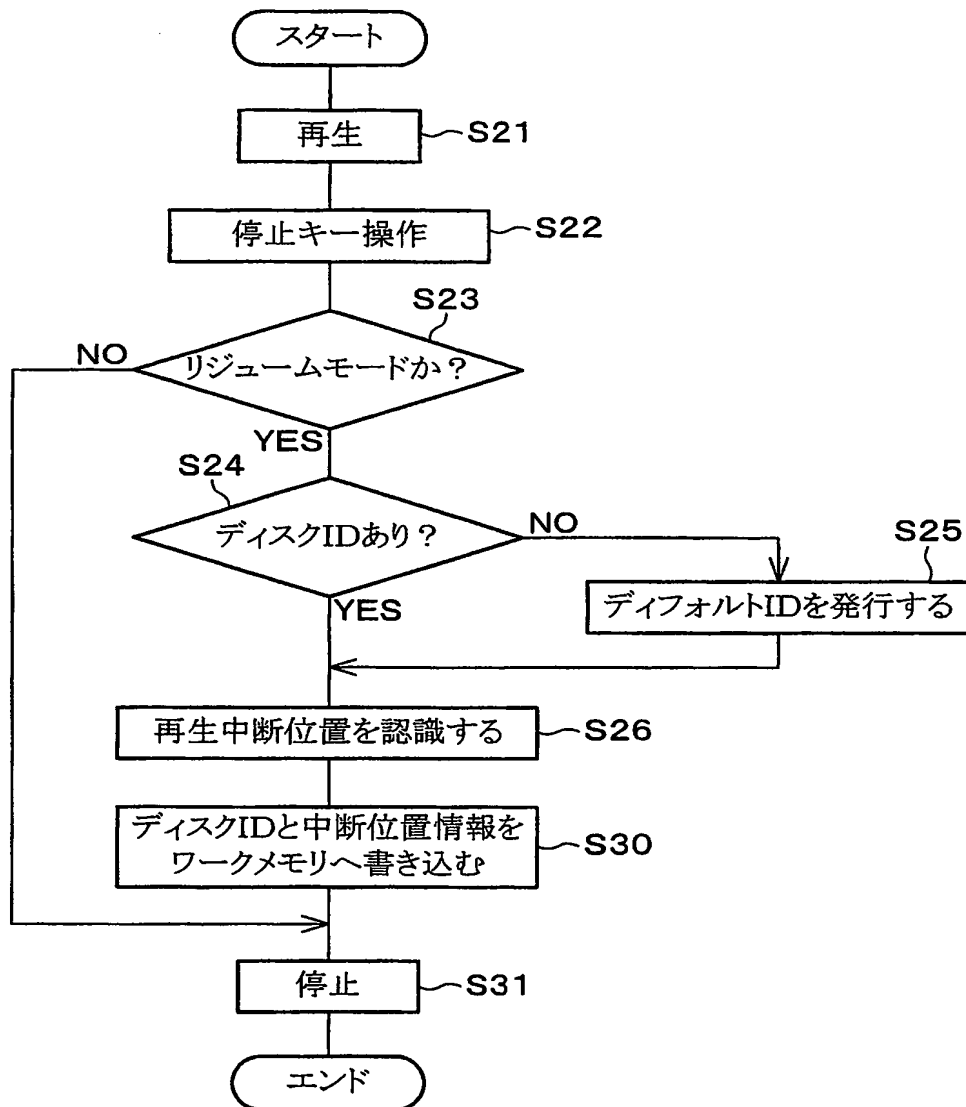 スタート
再生
S21
停止キー操作
S22
S23
リジュームモードか？
NO
YES
S24
ディスクIDあり？
NO
YES
S25
ディフォルトIDを発行する
再生中断位置を認識する
S26
ディスクIDと中断位置情報を
ワークメモリへ書き込む
S30
停止
S31
エンド